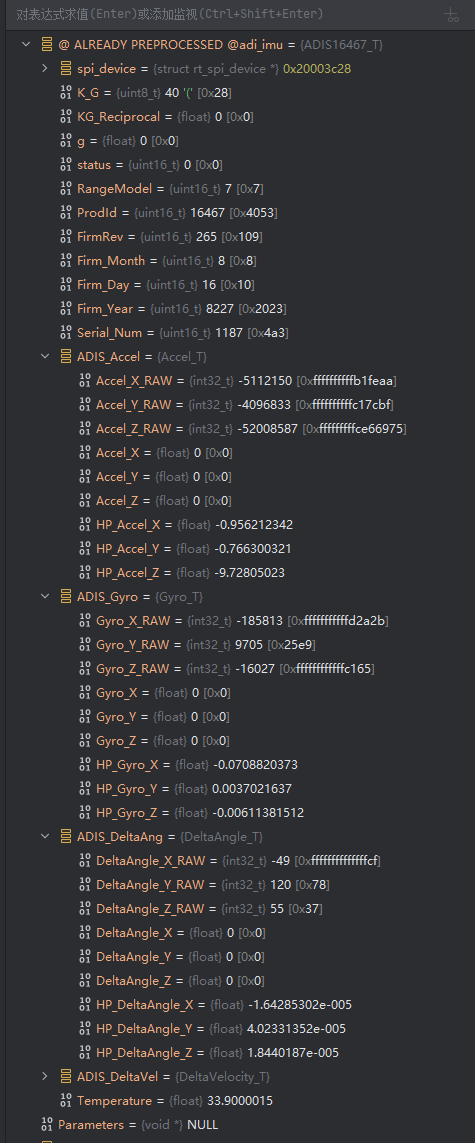 对表达式求值(Enter)或添加监视(Ctrl+Shift+Enter)
@ ALREADY PREPROCESSED @adi_imu = {ADIS16467_T}
spi_device = {struct rt_spi_device *} 0x20003c28
K_G = {uint8_t} 40 '(' [0x28]
KG_Reciprocal = {float} 0 [0x0]
g = {float} 0 [0x0]
status = {uint16_t} 0 [0x0]
RangeModel = {uint16_t} 7 [0x7]
ProdId = {uint16_t} 16467 [0x4053]
FirmRev = {uint16_t} 265 [0x109]
Firm_Month = {uint16_t} 8 [0x8]
Firm_Day = {uint16_t} 16 [0x10]
Firm_Year = {uint16_t} 8227 [0x2023]
Serial_Num = {uint16_t} 1187 [0x4a3]
ADIS_Accel = {Accel_T}
Accel_X_RAW = {int32_t} -5112150 [0xffffffffffb1feaa]
Accel_Y_RAW = {int32_t} -4096833 [0xffffffffffc17cbf]
Accel_Z_RAW = {int32_t} -52008587 [0xfffffffffce66975]
Accel_X = {float} 0 [0x0]
Accel_Y = {float} 0 [0x0]
Accel_Z = {float} 0 [0x0]
HP_Accel_X = {float} -0.956212342
HP_Accel_Y = {float} -0.766300321
HP_Accel_Z = {float} -9.72805023
ADIS_Gyro = {Gyro_T}
Gyro_X_RAW = {int32_t} -185813 [0xfffffffffffd2a2b]
Gyro_Y_RAW = {int32_t} 9705 [0x25e9]
Gyro_Z_RAW = {int32_t} -16027 [0xffffffffffffc165]
Gyro_X = {float} 0 [0x0]
Gyro_Y = {float} 0 [0x0]
Gyro_Z = {float} 0 [0x0]
HP_Gyro_X = {float} -0.0708820373
HP_Gyro_Y = {float} 0.0037021637
HP_Gyro_Z = {float} -0.00611381512
ADIS_DeltaAng = {DeltaAngle_T}
DeltaAngle_X_RAW = {int32_t} -49 [0xffffffffffffffcf]
DeltaAngle_Y_RAW = {int32_t} 120 [0x78]
DeltaAngle_Z_RAW = {int32_t} 55 [0x37]
DeltaAngle_X = {float} 0 [0x0]
DeltaAngle_Y = {float} 0 [0x0]
DeltaAngle_Z = {float} 0 [0x0]
HP_DeltaAngle_X = {float} -1.64285302e-005
HP_DeltaAngle_Y = {float} 4.02331352e-005
HP_DeltaAngle_Z = {float} 1.8440187e-005
ADIS_DeltaVel = {DeltaVelocity_T}
Temperature = {float} 33.9000015
Parameters = {void *} NULL